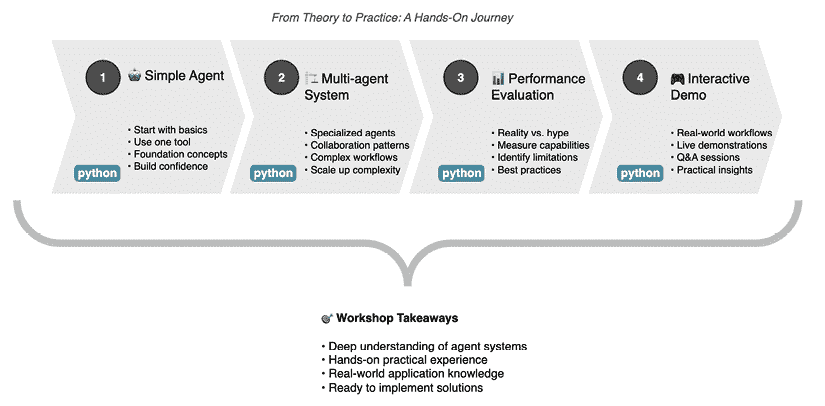 From Theory to Practice: A Hands-On Journey
1
🤖 Simple Agent
• Start with basics
• Use one tool
• Foundation concepts
• Build confidence
python
2
🏗️ Multi-agent
System
• Specialized agents
• Collaboration patterns
• Complex workflows
• Scale up complexity
python
3
📊 Performance
Evaluation
• Reality vs. hype
• Measure capabilities
• Identify limitations
• Best practices
python
4
🎮 Interactive
Demo
• Real-world workflows
• Live demonstrations
• Q&A sessions
• Practical insights
python
🎯 Workshop Takeaways
• Deep understanding of agent systems
• Hands-on practical experience
• Real-world application knowledge
• Ready to implement solutions